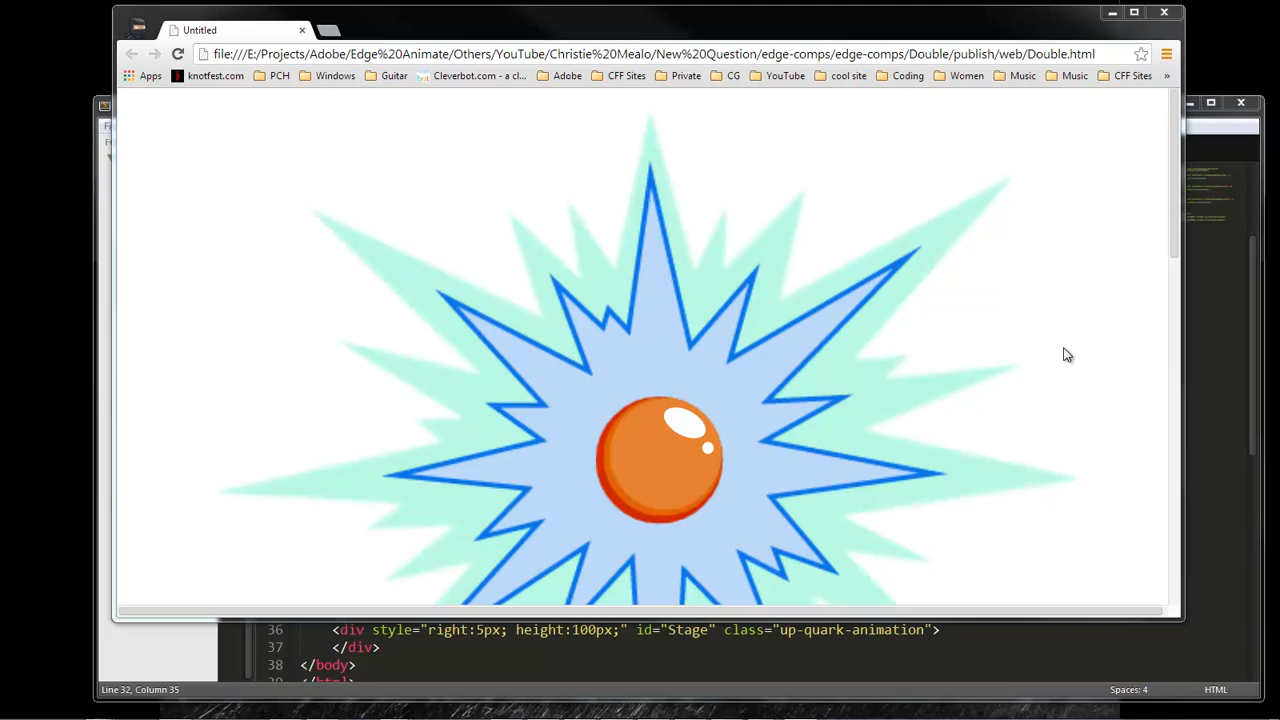 Untitled
file:///E:/Projects/Adobe/Edge%20Animate/Others/YouTube/Christie%20Mealo/New%20Question/edge-comps/edge-comps/Double/publish/web/Double.html
Apps knotfest.com PCH Windows Guitar Cleverbot.com - a cl... Adobe CFF Sites Private CG YouTube cool site Coding Women Music Music CFF Sites »
36 <div style="right:5px; height:100px;" id="Stage" class="up-quark-animation">
37 </div>
38 </body>
Line 32, Column 35 Spaces: 4 HTML